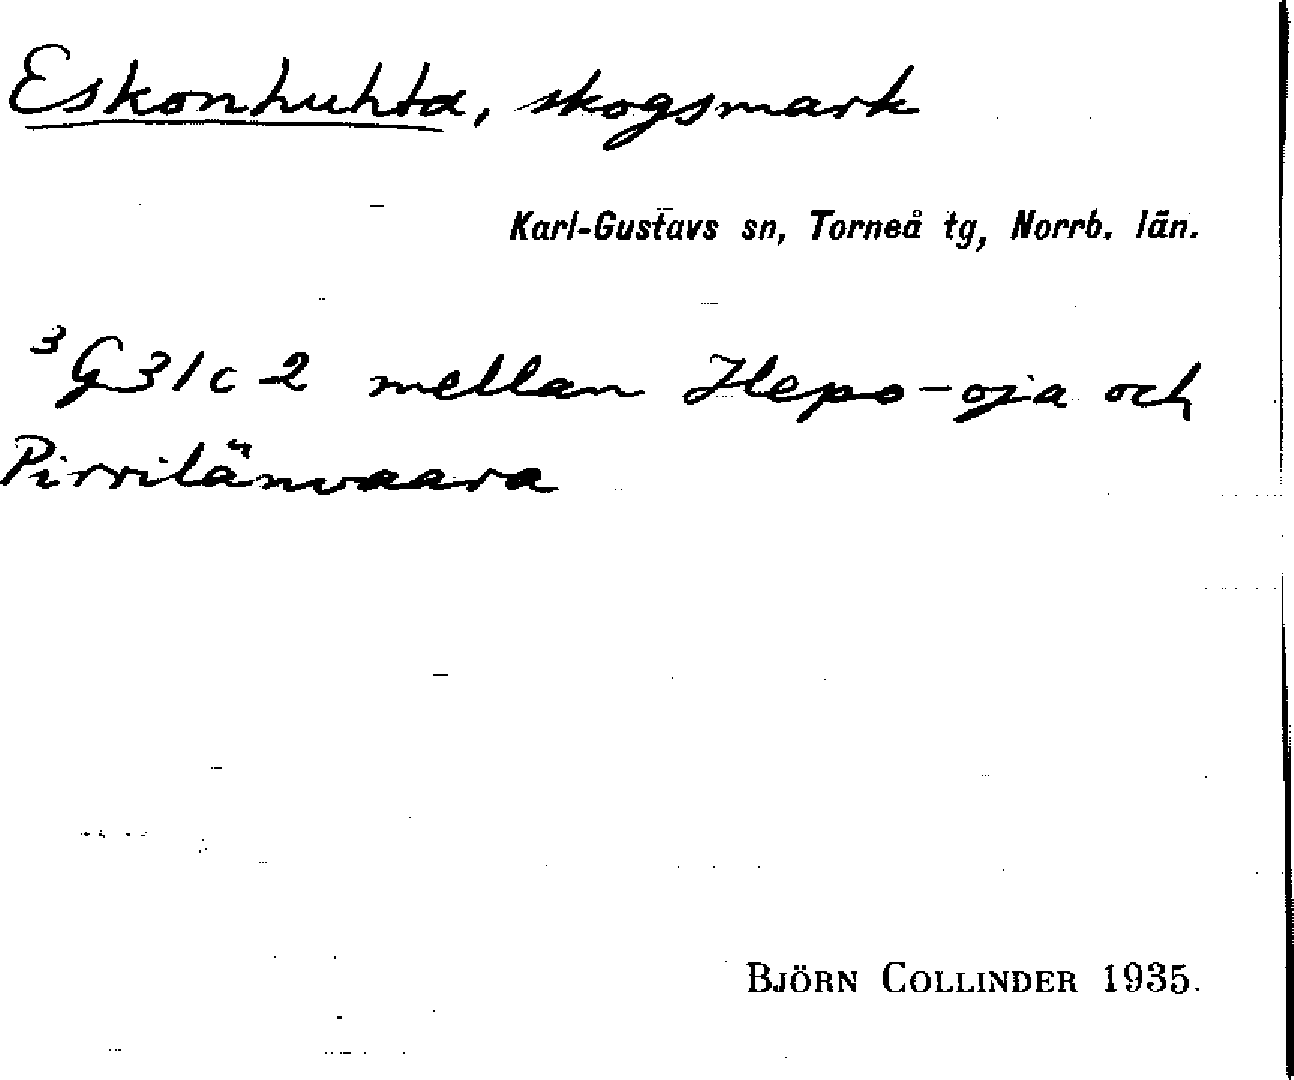 Eskonhuhta, skogsmark
Karl-Gustavs sn, Torneå tg, Norrb. län.
³G31c2 mellan Hepo-oja och
Pirrilänvaara
BJÖRN COLLINDER 1935.